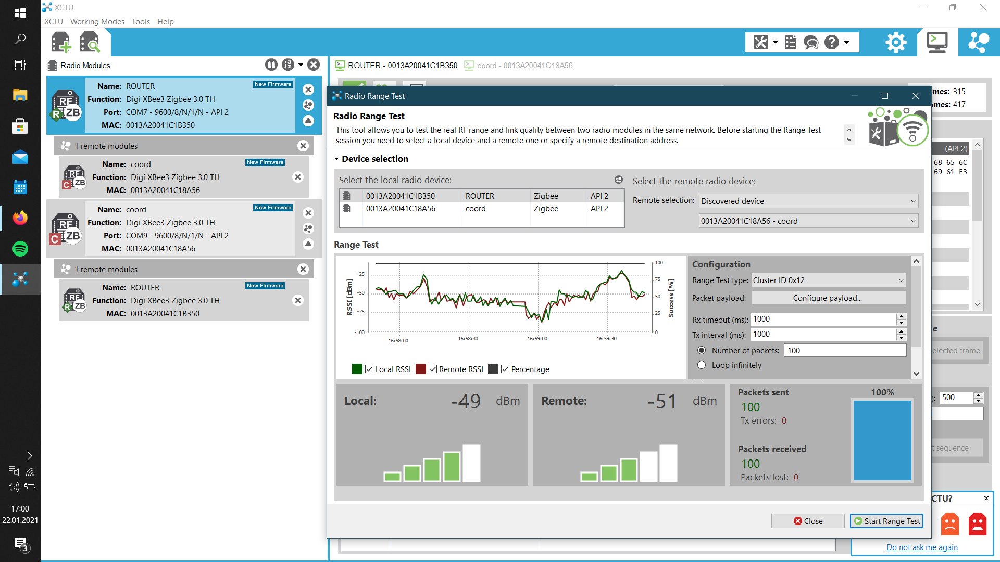 XCTU
XCTU Working Modes Tools Help
Radio Modules
Name: ROUTER
New Firmware
Function: Digi XBee3 Zigbee 3.0 TH
Port: COM7 - 9600/8/N/1/N - API 2
MAC: 0013A20041C1B350
RF
R
ZB
1 remote modules
Name: coord
New Firmware
Function: Digi XBee3 Zigbee 3.0 TH
MAC: 0013A20041C18A56
RF
C
ZB
Name: coord
New Firmware
Function: Digi XBee3 Zigbee 3.0 TH
Port: COM9 - 9600/8/N/1/N - API 2
MAC: 0013A20041C18A56
RF
C
ZB
1 remote modules
Name: ROUTER
New Firmware
Function: Digi XBee3 Zigbee 3.0 TH
MAC: 0013A20041C1B350
RF
R
ZB
ROUTER - 0013A20041C1B350
coord - 0013A20041C18A56
mes: 315
mes: 417
(API 2)
68 65 6C
69 61 E3
e
elected frame
): 500
t sequence
CTU?
Do not ask me again
Radio Range Test
Radio Range Test
This tool allows you to test the real RF range and link quality between two radio modules in the same network. Before starting the Range Test
session you need to select a local device and a remote one or specify a remote destination address.
Device selection
Select the local radio device:
0013A20041C1B350 ROUTER Zigbee API 2
0013A20041C18A56 coord Zigbee API 2
Select the remote radio device:
Remote selection: Discovered device
0013A20041C18A56 - coord
Range Test
RSSI [dBm]
-25
-50
-75
-100
100
75
50
25
0
Success [%]
16:58:00 16:58:30 16:59:00 16:59:30
Local RSSI Remote RSSI Percentage
Configuration
Range Test type: Cluster ID 0x12
Packet payload: Configure payload...
Rx timeout (ms): 1000
Tx interval (ms): 1000
Number of packets: 100
Loop infinitely
Local: -49 dBm
Remote: -51 dBm
Packets sent
100
Tx errors: 0
Packets received
100
Packets lost: 0
100%
Close
Start Range Test
17:00
22.01.2021
3